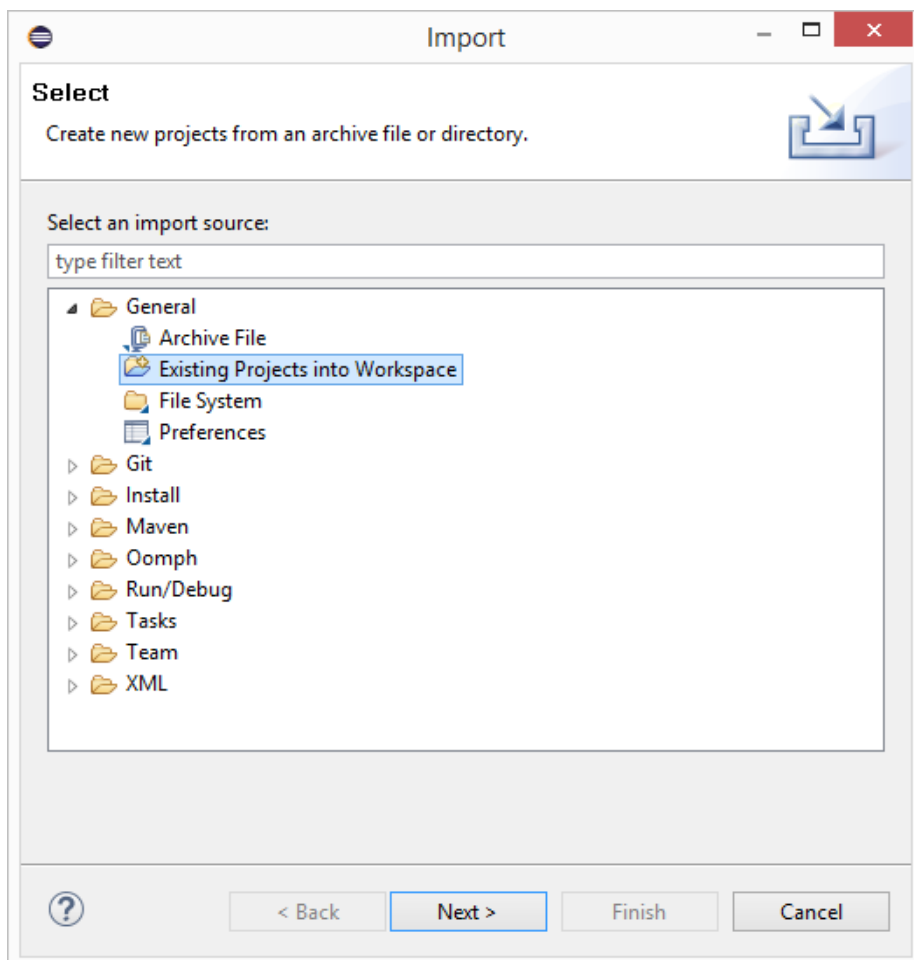 Import
Select
Create new projects from an archive file or directory.
Select an import source:
type filter text
General
Archive File
Existing Projects into Workspace
File System
Preferences
Git
Install
Maven
Oomph
Run/Debug
Tasks
Team
XML
? < Back Next > Finish Cancel